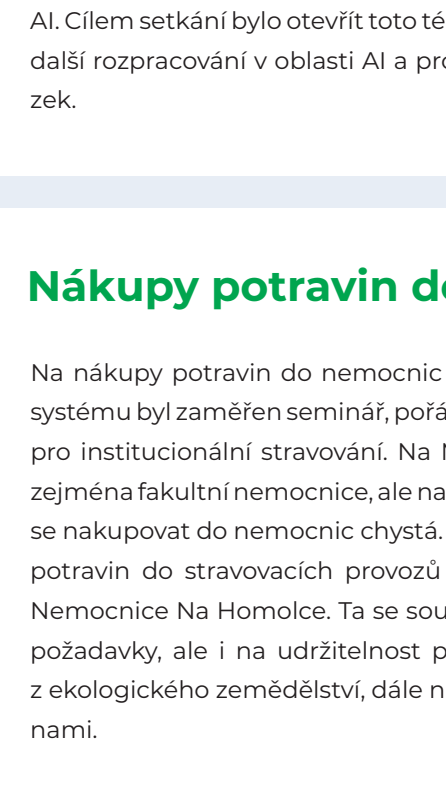 AI. Cílem setkání bylo otevřít toto té
další rozpracování v oblasti AI a pro
zek.
Nákupy potravin do
Na nákupy potravin do nemocnic
systému byl zaměřen seminář, pořá
pro institucionální stravování. Na
zejména fakultní nemocnice, ale na
se nakupovat do nemocnic chystá.
potravin do stravovacích provozů
Nemocnice Na Homolce. Ta se sou
požadavky, ale i na udržitelnost p
z ekologického zemědělství, dále n
nami.